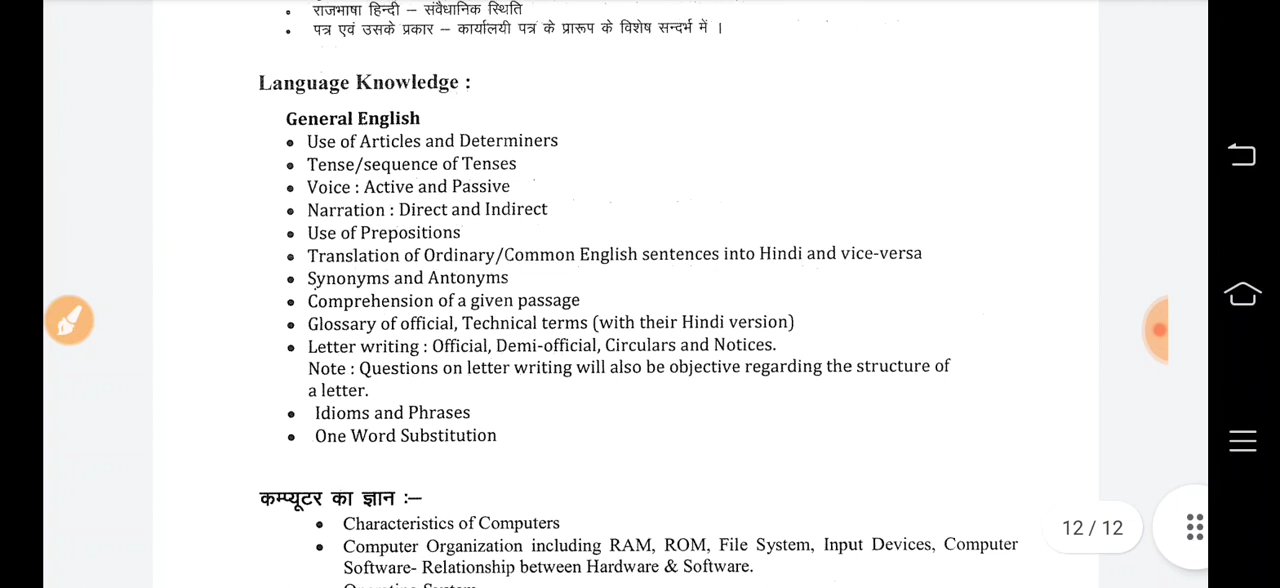 • राजभाषा हिन्दी – संवैधानिक स्थिति
• पत्र एवं उसके प्रकार – कार्यालयी पत्र के प्रारूप के विशेष सन्दर्भ में ।
Language Knowledge :
General English
• Use of Articles and Determiners
• Tense/sequence of Tenses
• Voice : Active and Passive
• Narration : Direct and Indirect
• Use of Prepositions
• Translation of Ordinary/Common English sentences into Hindi and vice-versa
• Synonyms and Antonyms
• Comprehension of a given passage
• Glossary of official, Technical terms (with their Hindi version)
• Letter writing : Official, Demi-official, Circulars and Notices.
Note : Questions on letter writing will also be objective regarding the structure of
a letter.
• Idioms and Phrases
• One Word Substitution
कम्प्यूटर का ज्ञान :–
• Characteristics of Computers
• Computer Organization including RAM, ROM, File System, Input Devices, Computer
Software- Relationship between Hardware & Software.
• Operating System
12 / 12